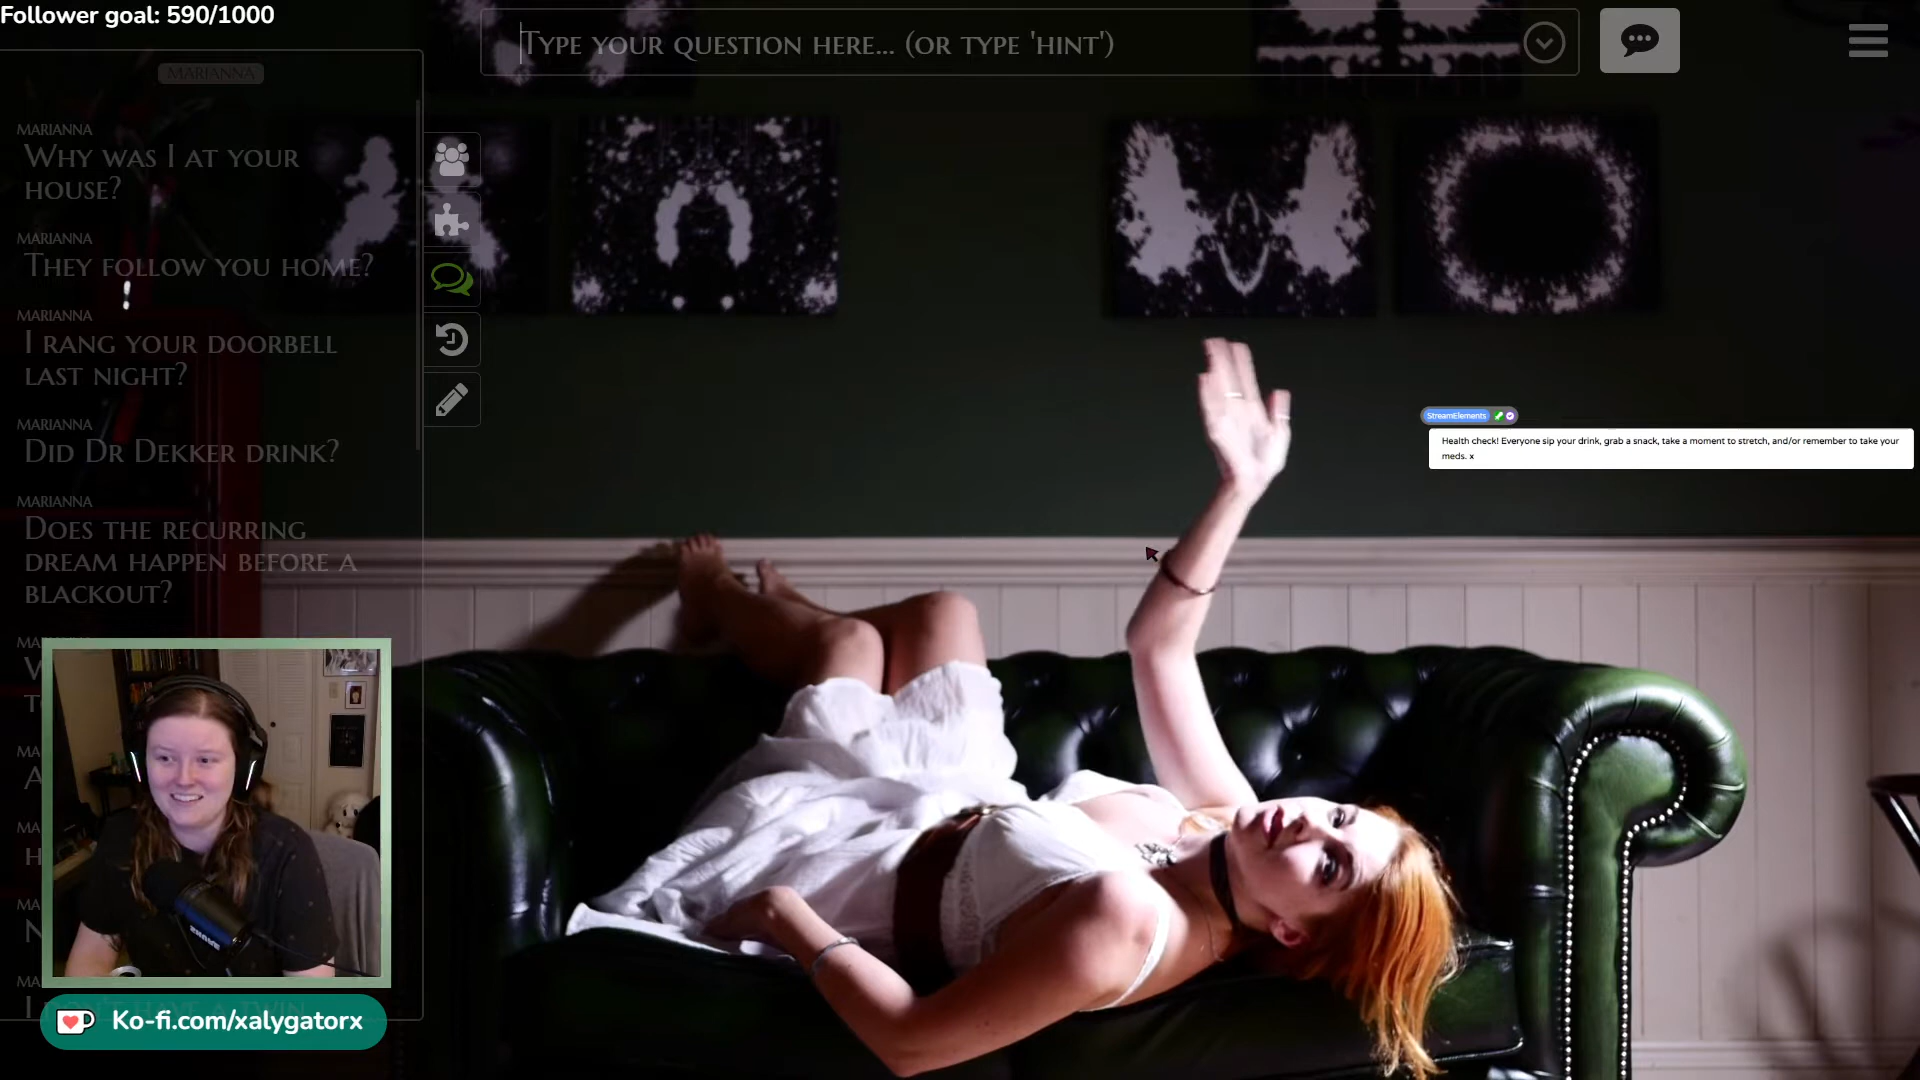 Follower goal: 590/1000
Type your question here... (or type 'hint')
MARIANNA
MARIANNA
Why was I at your
house?
MARIANNA
They follow you home?
MARIANNA
I rang your doorbell
last night?
MARIANNA
Did Dr Dekker drink?
MARIANNA
Does the recurring
dream happen before a
blackout?
StreamElements
Health check! Everyone sip your drink, grab a snack, take a moment to stretch, and/or remember to take your
meds. x
I don't have a twin
Ko-fi.com/xalygatorx